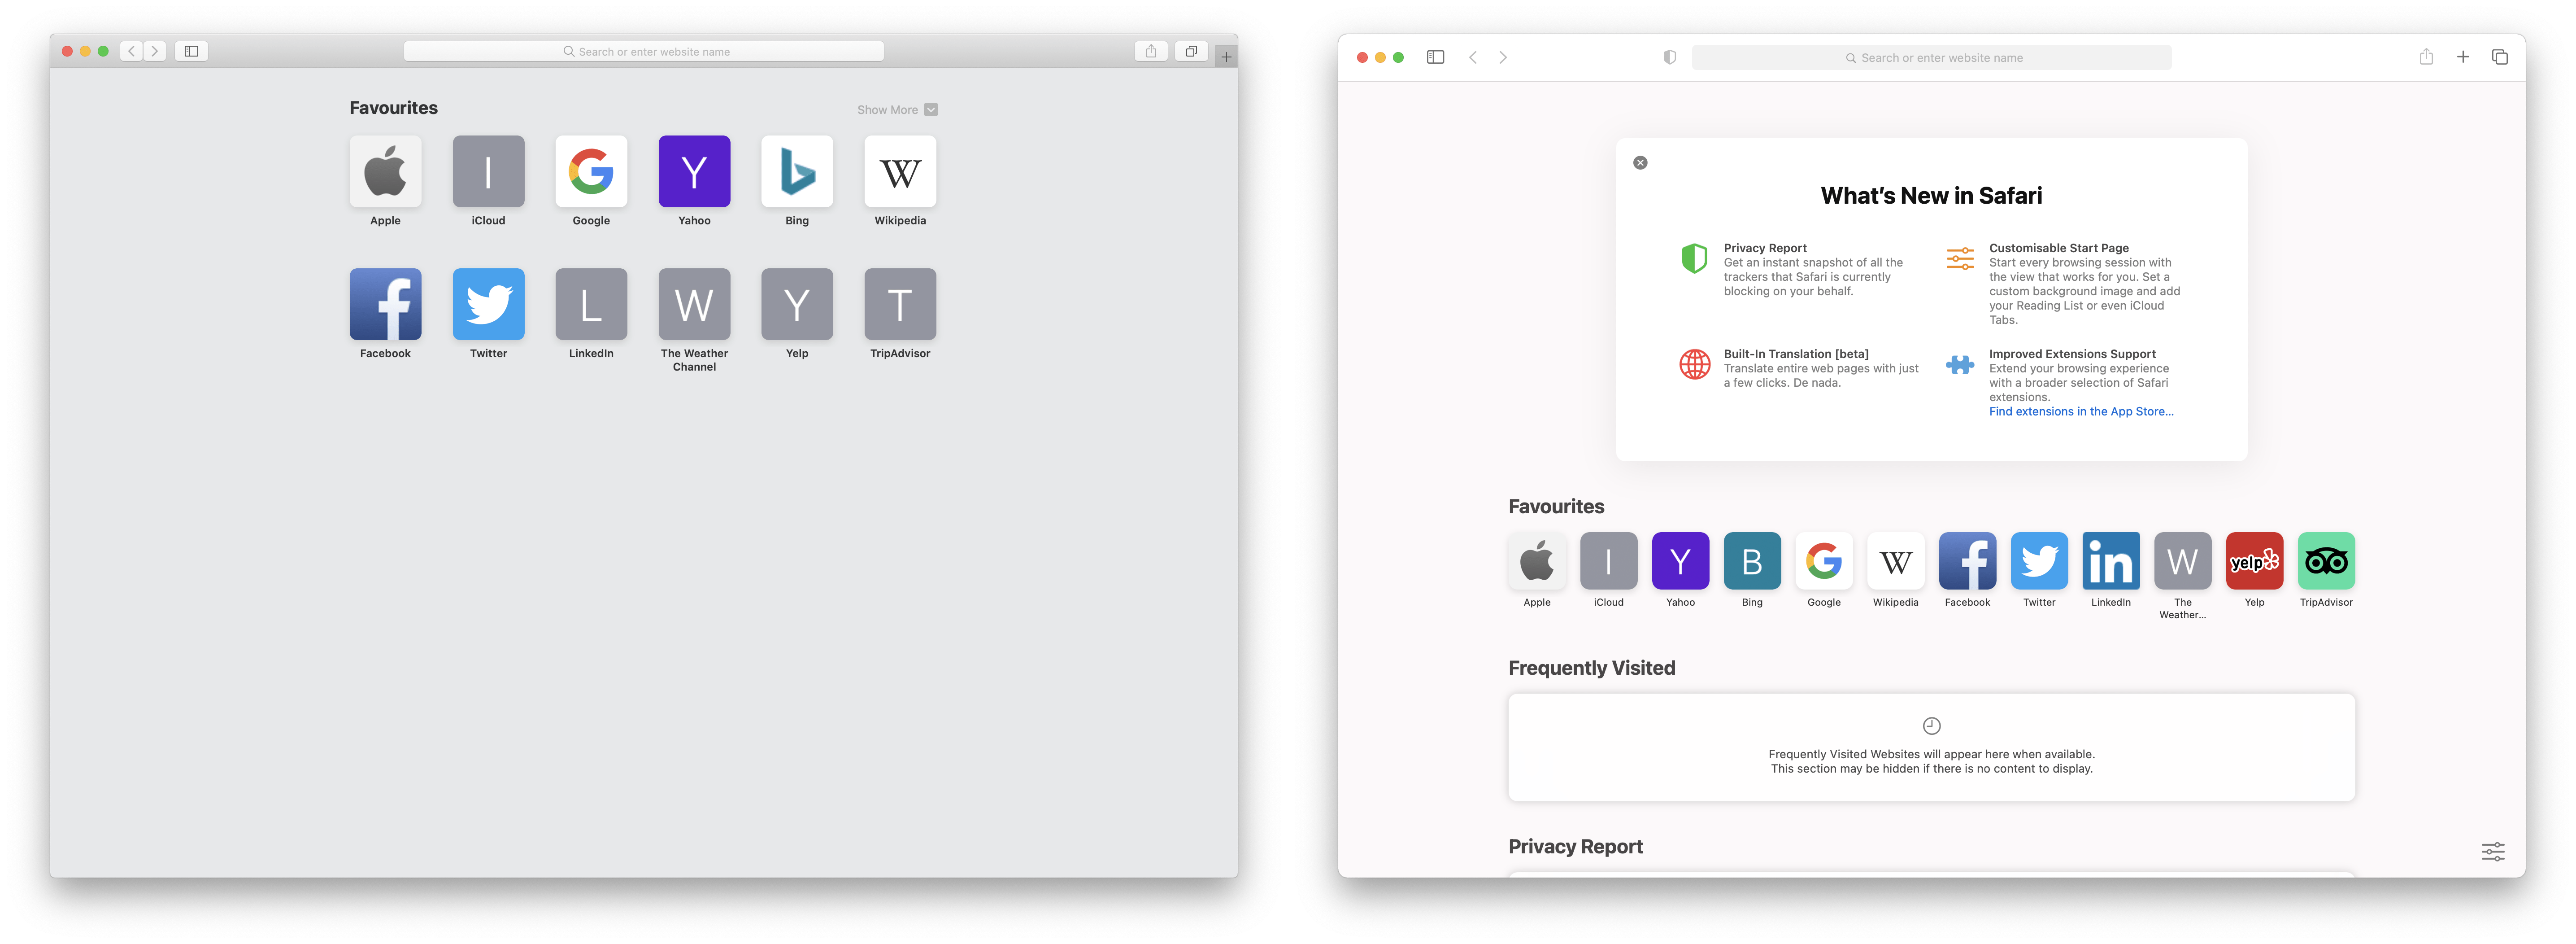 Search or enter website name
Favourites
Show More
I
Y
W
Apple
iCloud
Google
Yahoo
Bing
Wikipedia
L
W
Y
T
Facebook
Twitter
LinkedIn
The Weather
Channel
Yelp
TripAdvisor
Search or enter website name
What's New in Safari
Privacy Report
Get an instant snapshot of all the
trackers that Safari is currently
blocking on your behalf.
Customisable Start Page
Start every browsing session with
the view that works for you. Set a
custom background image and add
your Reading List or even iCloud
Tabs.
Built-In Translation [beta]
Translate entire web pages with just
a few clicks. De nada.
Improved Extensions Support
Extend your browsing experience
with a broader selection of Safari
extensions.
Find extensions in the App Store...
Favourites
I
Y
B
G
W
f
in
W
yelp
Apple
iCloud
Yahoo
Bing
Google
Wikipedia
Facebook
Twitter
LinkedIn
The
Weather...
Yelp
TripAdvisor
Frequently Visited
Frequently Visited Websites will appear here when available.
This section may be hidden if there is no content to display.
Privacy Report